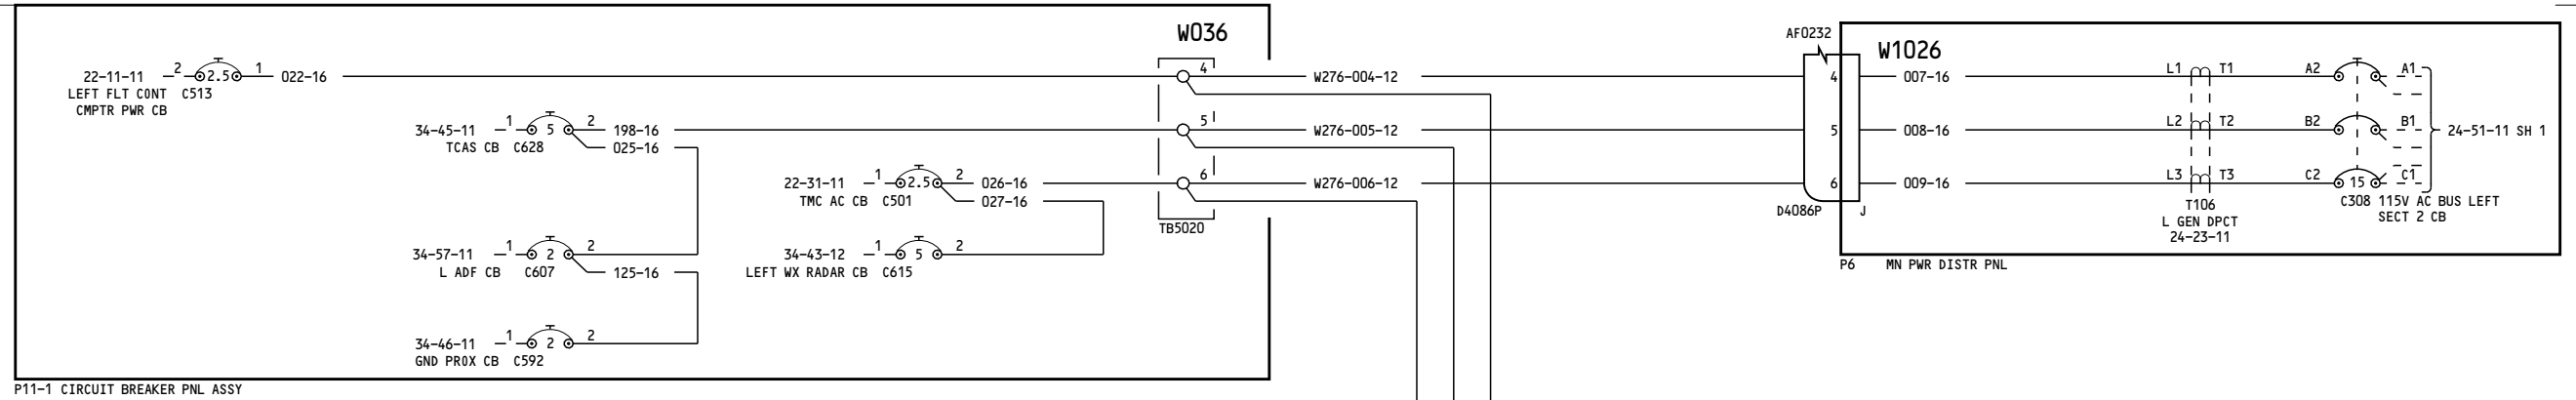 W036
AF0232
W1026
22-11-11 2 2.5 1 022-16
LEFT FLT CONT C513
CMPTR PWR CB
4 W276-004-12 4 007-16 L1 T1 A2 A1
34-45-11 1 5 2 198-16
TCAS CB C628 025-16
5 W276-005-12 5 008-16 L2 T2 B2 B1 24-51-11 SH 1
22-31-11 1 2.5 2 026-16
TMC AC CB C501 027-16
6 W276-006-12 6 009-16 L3 T3 C2 15 C1
TB5020
D4086P J
T106
L GEN DPCT
24-23-11
C308 115V AC BUS LEFT
SECT 2 CB
34-57-11 1 2 2
L ADF CB C607 125-16
34-43-12 1 5 2
LEFT WX RADAR CB C615
P6 MN PWR DISTR PNL
34-46-11 1 2 2
GND PROX CB C592
P11-1 CIRCUIT BREAKER PNL ASSY